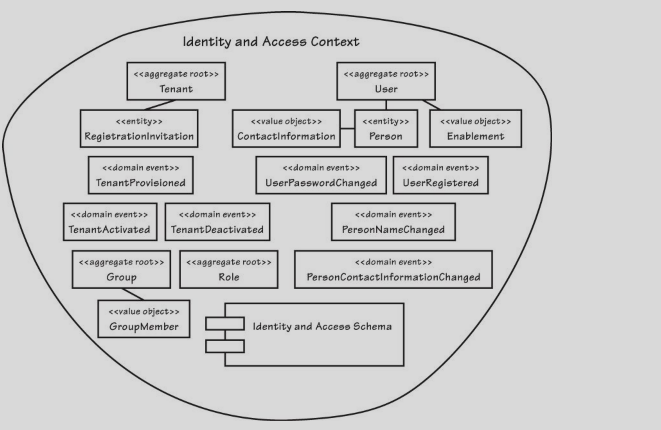 Identity and Access Context
<<aggregate root>>
Tenant
<<aggregate root>>
User
<<entity>>
RegistrationInvitation
<<value object>>
ContactInformation
<<entity>>
Person
<<value object>>
Enablement
<<domain event>>
TenantProvisioned
<<domain event>>
UserPasswordChanged
<<domain event>>
UserRegistered
<<domain event>>
TenantActivated
<<domain event>>
TenantDeactivated
<<domain event>>
PersonNameChanged
<<aggregate root>>
Group
<<aggregate root>>
Role
<<domain event>>
PersonContactInformationChanged
<<value object>>
GroupMember
Identity and Access Schema